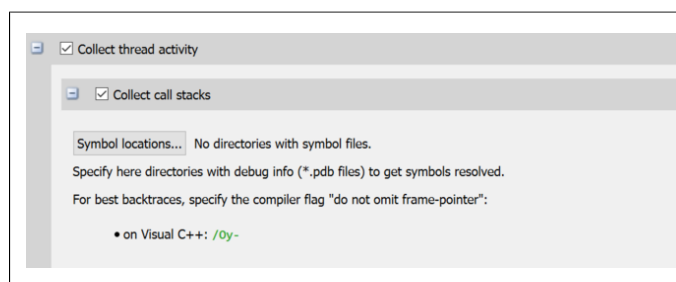 Collect thread activity
Collect call stacks
Symbol locations... No directories with symbol files.
Specify here directories with debug info (*.pdb files) to get symbols resolved.
For best backtraces, specify the compiler flag "do not omit frame-pointer":
• on Visual C++: /Oy-